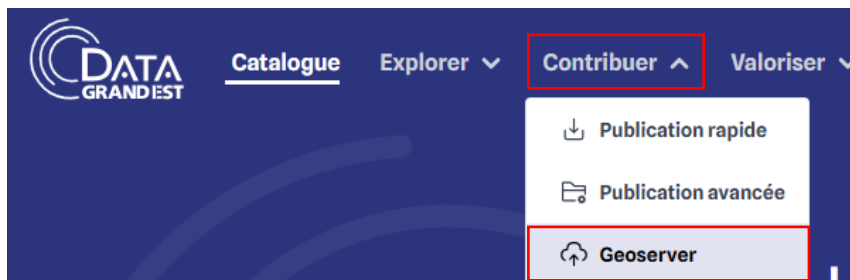 DATA
GRAND EST
Catalogue Explorer Contribuer Valoriser
Publication rapide
Publication avancée
Geoserver